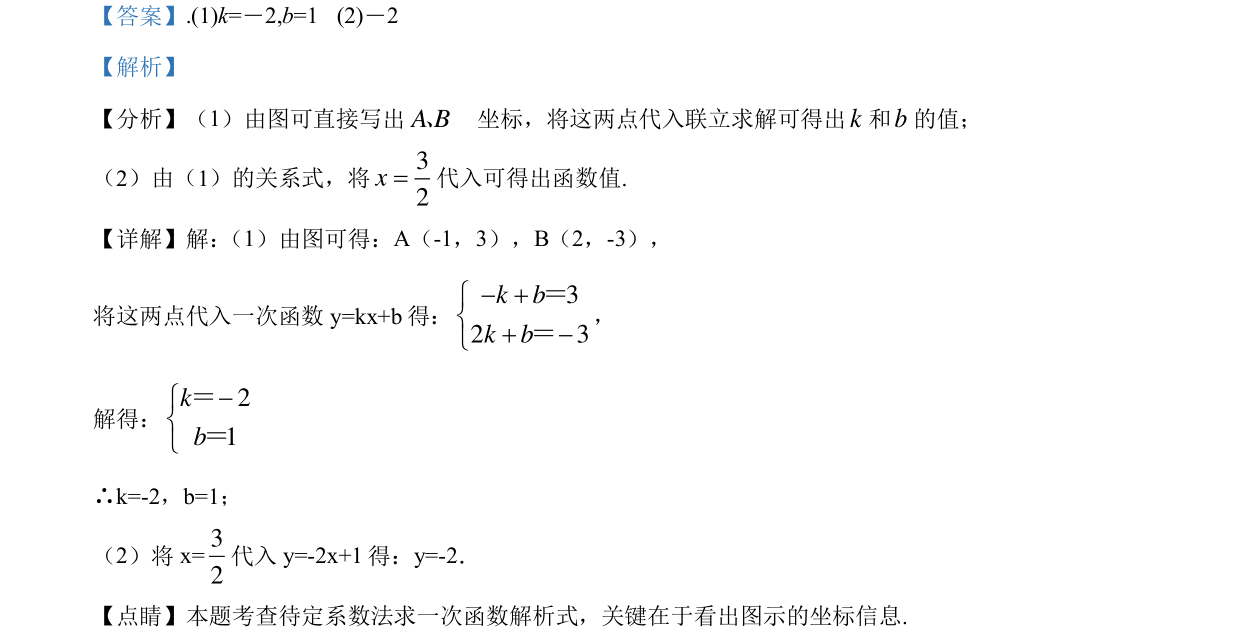 【答案】.(1)k=－2,b=1 (2)－2
【解析】
【分析】（1）由图可直接写出 A、B 坐标，将这两点代入联立求解可得出 k 和 b 的值；
（2）由（1）的关系式，将 x = 3/2 代入可得出函数值.
【详解】解：（1）由图可得：A（-1，3），B（2，-3），
将这两点代入一次函数 y=kx+b 得：{ −k + b=3
2k + b=−3 ，
解得：{ k=−2
b=1
∴k=-2，b=1；
（2）将 x= 3/2 代入 y=-2x+1 得：y=-2．
【点睛】本题考查待定系数法求一次函数解析式，关键在于看出图示的坐标信息.